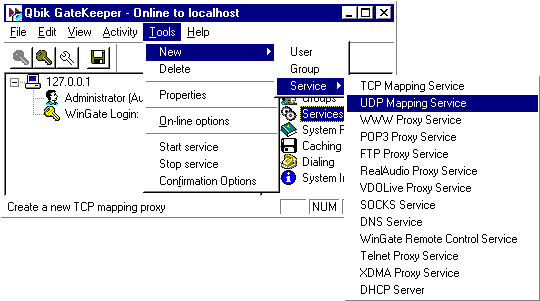 Qbik GateKeeper - Online to localhost
File Edit View Activity Tools Help
New
Delete
Properties
On-line options
Start service
Stop service
Confirmation Options
User
Group
Service
TCP Mapping Service
UDP Mapping Service
WWW Proxy Service
POP3 Proxy Service
FTP Proxy Service
RealAudio Proxy Service
VDOLive Proxy Service
SOCKS Service
DNS Service
WinGate Remote Control Service
Telnet Proxy Service
XDMA Proxy Service
DHCP Server
127.0.0.1
Administrator (Au
WinGate Login:
Groups
Services
System P
Caching
Dialing
System In
Create a new TCP mapping proxy
NUM